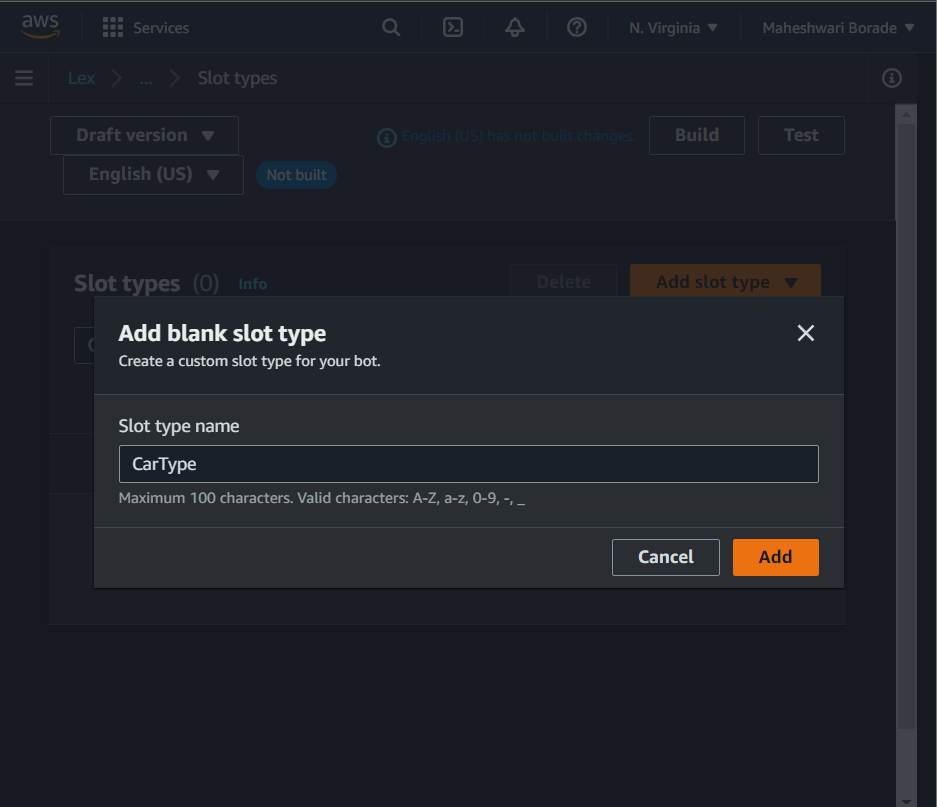 aws Services N. Virginia Maheshwari Borade
Lex ... Slot types
Draft version English (US) has not built changes. Build Test
English (US) Not built
Slot types (0) Info Delete Add slot type
Add blank slot type
Create a custom slot type for your bot.
Slot type name
CarType
Maximum 100 characters. Valid characters: A-Z, a-z, 0-9, -, _
Cancel Add